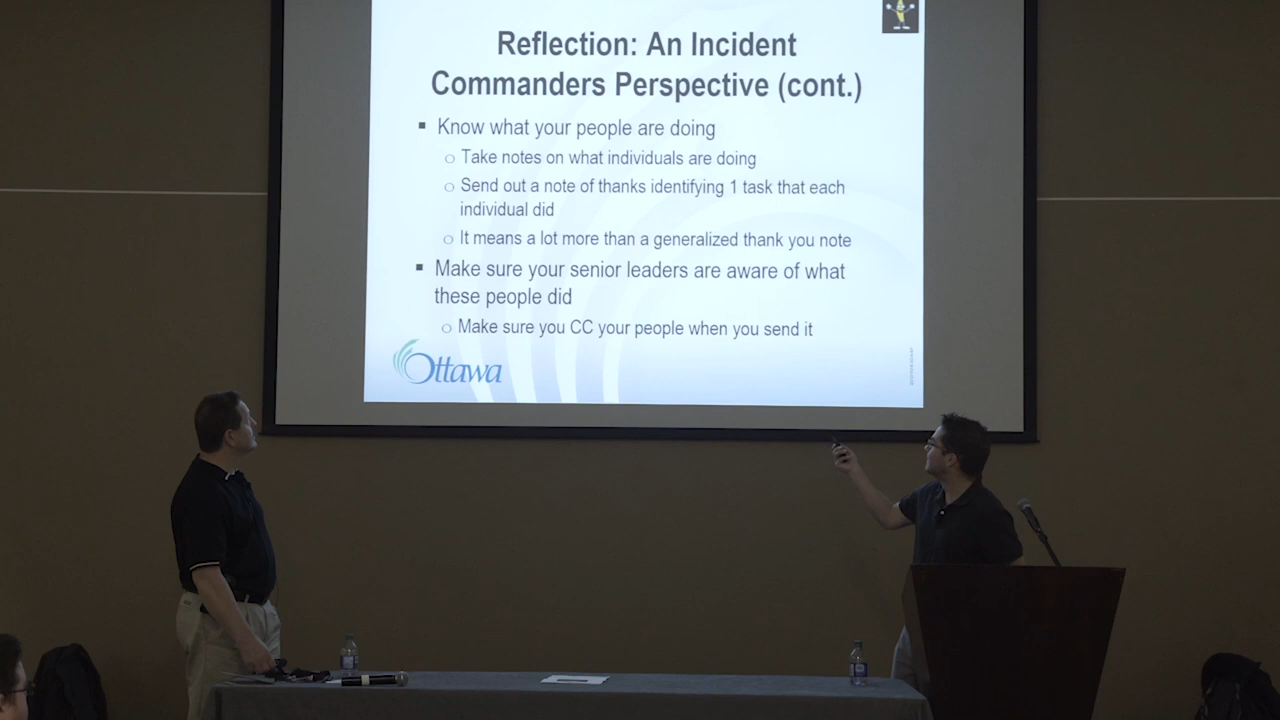 Reflection: An Incident
Commanders Perspective (cont.)
▪ Know what your people are doing
○ Take notes on what individuals are doing
○ Send out a note of thanks identifying 1 task that each
individual did
○ It means a lot more than a generalized thank you note
▪ Make sure your senior leaders are aware of what
these people did
○ Make sure you CC your people when you send it
Ottawa